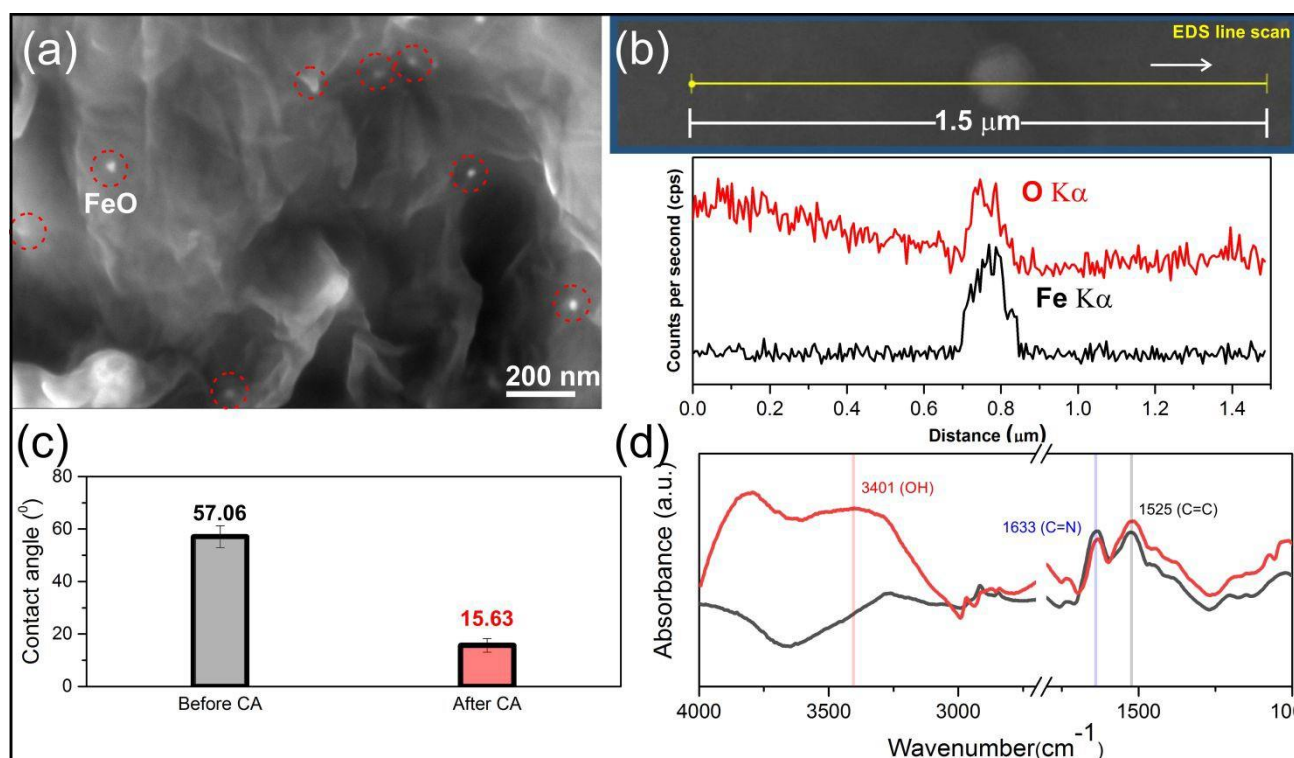 (a)
FeO
200 nm
(b)
EDS line scan
1.5 μm
O Kα
Fe Kα
Counts per second (cps)
0.0 0.2 0.4 0.6 0.8 1.0 1.2 1.4
Distance (μm)
(c)
Contact angle (⁰)
80
60
40
20
0
57.06
15.63
Before CA After CA
(d)
Absorbance (a.u.)
3401 (OH)
1633 (C=N)
1525 (C=C)
4000 3500 3000 1500 100
Wavenumber(cm⁻¹)